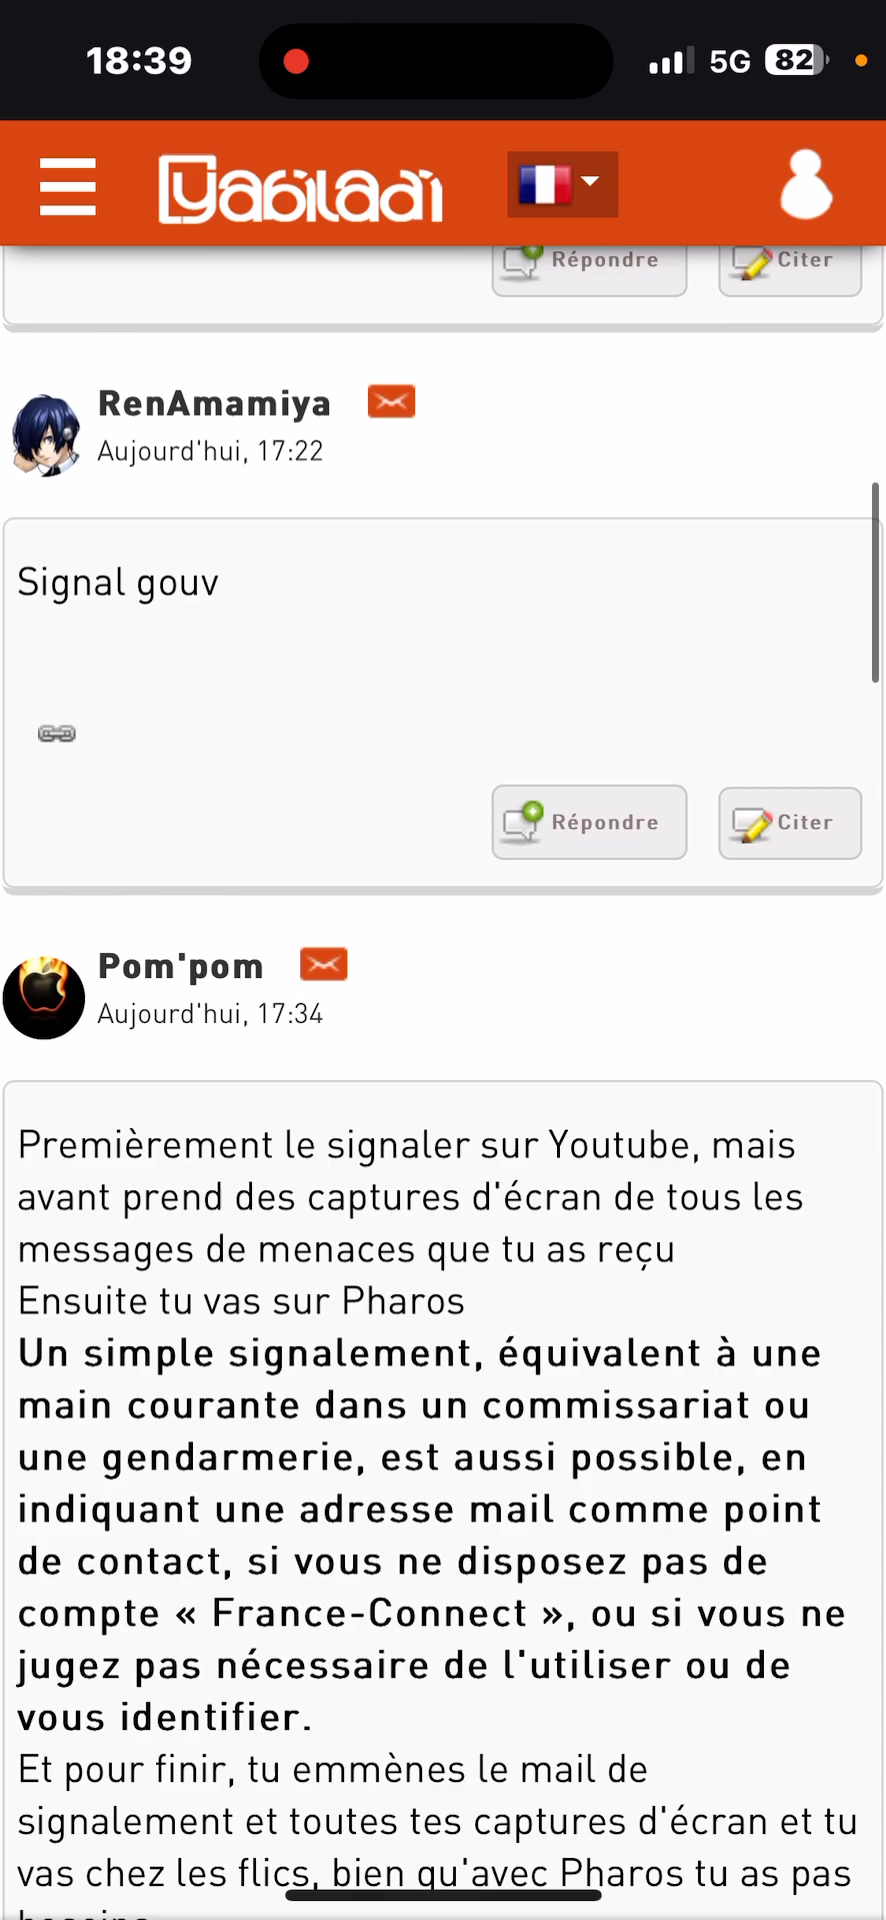 18:39
5G 82
Yabiladi
Répondre
Citer
RenAmamiya
Aujourd'hui, 17:22
Signal gouv
Répondre
Citer
Pom'pom
Aujourd'hui, 17:34
Premièrement le signaler sur Youtube, mais
avant prend des captures d'écran de tous les
messages de menaces que tu as reçu
Ensuite tu vas sur Pharos
Un simple signalement, équivalent à une
main courante dans un commissariat ou
une gendarmerie, est aussi possible, en
indiquant une adresse mail comme point
de contact, si vous ne disposez pas de
compte « France-Connect », ou si vous ne
jugez pas nécessaire de l'utiliser ou de
vous identifier.
Et pour finir, tu emmènes le mail de
signalement et toutes tes captures d'écran et tu
vas chez les flics, bien qu'avec Pharos tu as pas